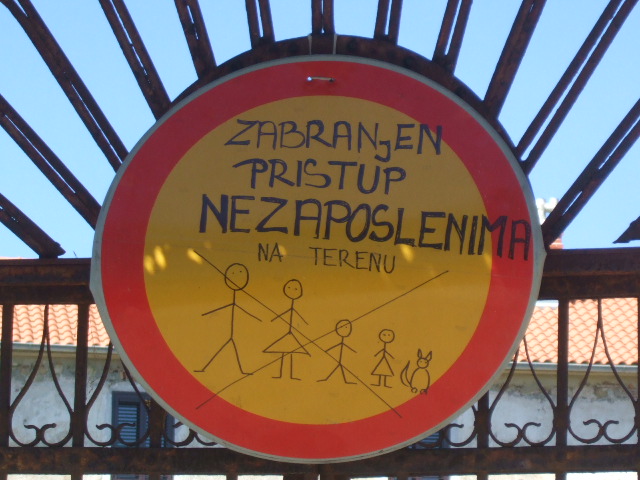 ZABRANjEN
PRISTUP
NEZAPOSLENIMA
NA TERENU